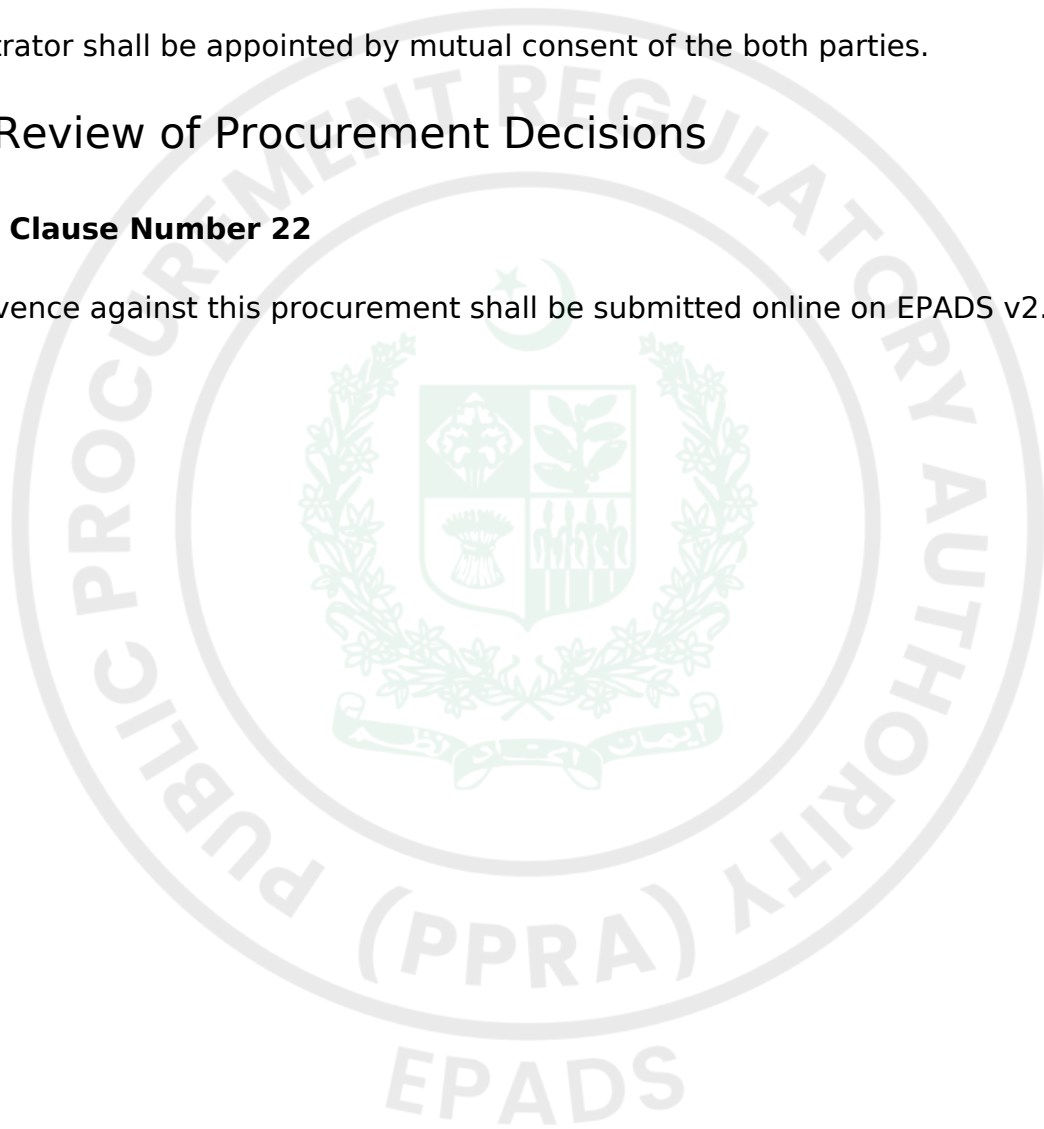 trator shall be appointed by mutual consent of the both parties.
Review of Procurement Decisions
Clause Number 22
vence against this procurement shall be submitted online on EPADS v2.
PUBLIC PROCUREMENT REGULATORY AUTHORITY
(PPRA)
EPADS